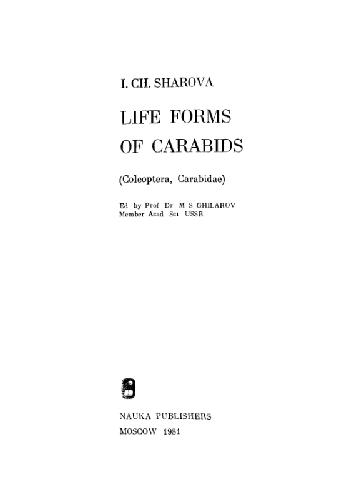 I. CH. SHAROVA
LIFE FORMS
OF CARABIDS
(Coleoptera, Carabidae)
Ed by Prof Dr M S GHILAROV
Member Acad Sci USSR
NAUKA PUBLISHERS
MOSCOW 1981